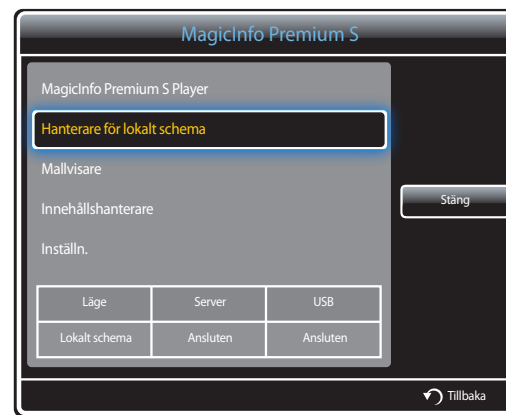 MagicInfo Premium S
MagicInfo Premium S Player
Hanterare för lokalt schema
Mallvisare
Innehållshanterare
Inställn.
Stäng
Läge Server USB
Lokalt schema Ansluten Ansluten
Tillbaka